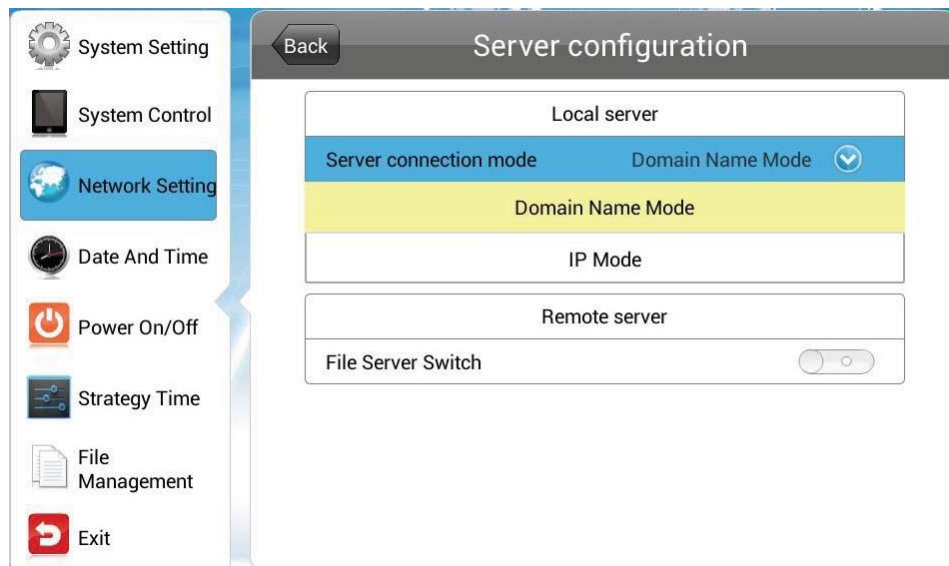 System Setting
System Control
Network Setting
Date And Time
Power On/Off
Strategy Time
File
Management
Exit
Back
Server configuration
Local server
Server connection mode Domain Name Mode
Domain Name Mode
IP Mode
Remote server
File Server Switch